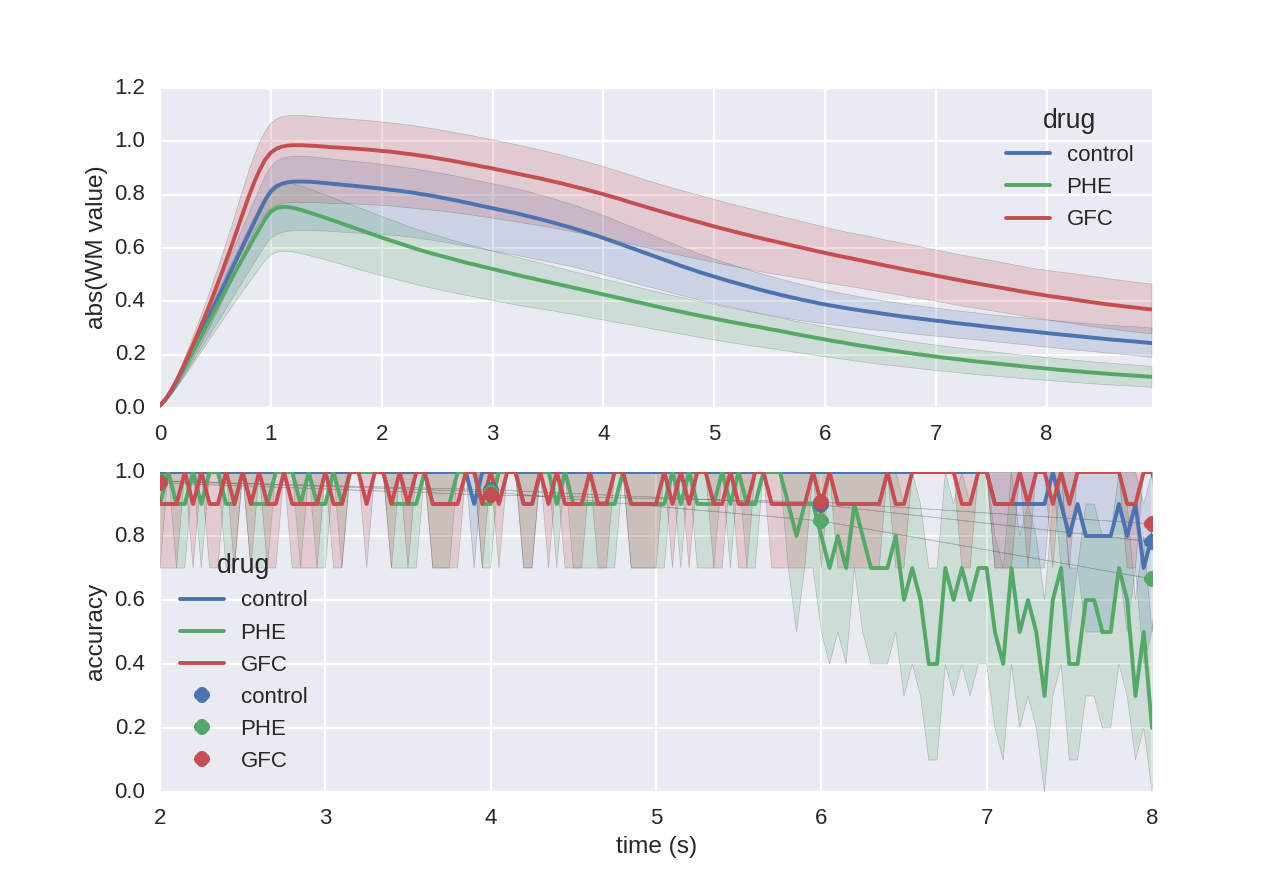 abs(WM value)
1.2
1.0
0.8
0.6
0.4
0.2
0.0
0 1 2 3 4 5 6 7 8
drug
control
PHE
GFC
accuracy
1.0
0.8
0.6
0.4
0.2
0.0
drug
control
PHE
GFC
control
PHE
GFC
2 3 4 5 6 7 8
time (s)